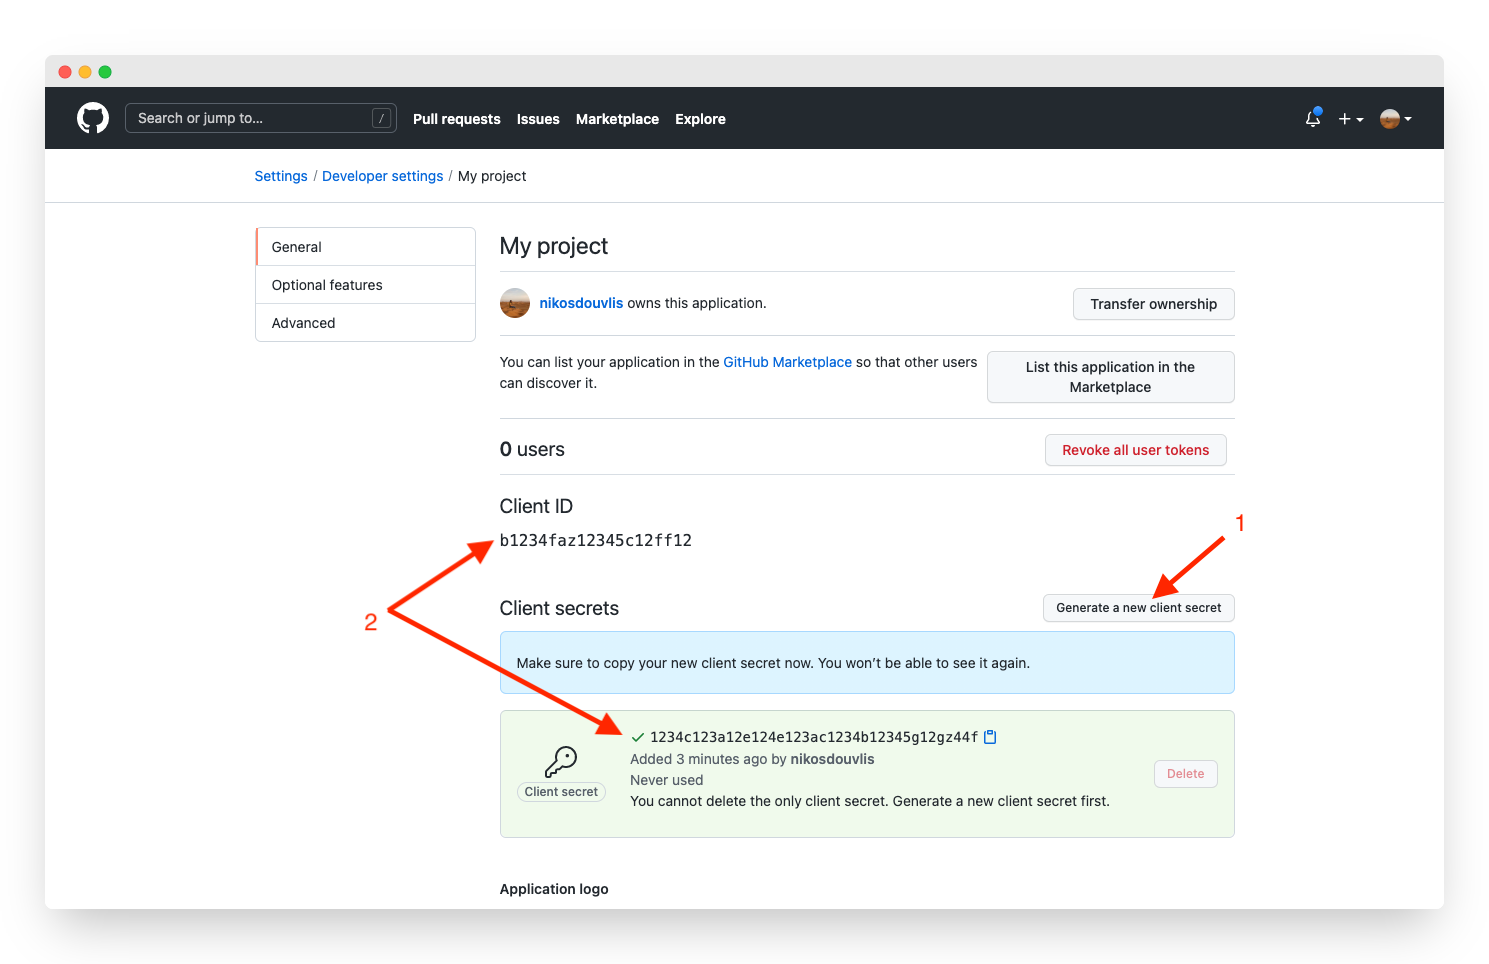 Search or jump to...
/
Pull requests
Issues
Marketplace
Explore
Settings / Developer settings / My project
General
Optional features
Advanced
My project
nikosdouvlis owns this application.
Transfer ownership
You can list your application in the GitHub Marketplace so that other users
can discover it.
List this application in the
Marketplace
0 users
Revoke all user tokens
Client ID
b1234faz12345c12ff12
1
2
Client secrets
Generate a new client secret
Make sure to copy your new client secret now. You won’t be able to see it again.
1234c123a12e124e123ac1234b12345g12gz44f
Added 3 minutes ago by nikosdouvlis
Never used
You cannot delete the only client secret. Generate a new client secret first.
Client secret
Delete
Application logo